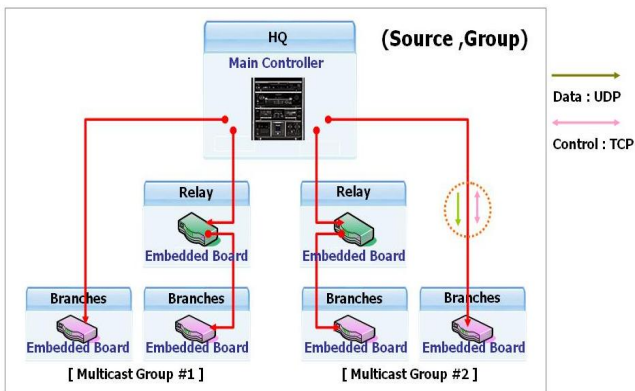 HQ
(Source ,Group)
Main Controller
Data : UDP
Control : TCP
Relay
Relay
Embedded Board
Embedded Board
Branches
Branches
Branches
Branches
Embedded Board
Embedded Board
Embedded Board
Embedded Board
[ Multicast Group #1 ]
[ Multicast Group #2 ]